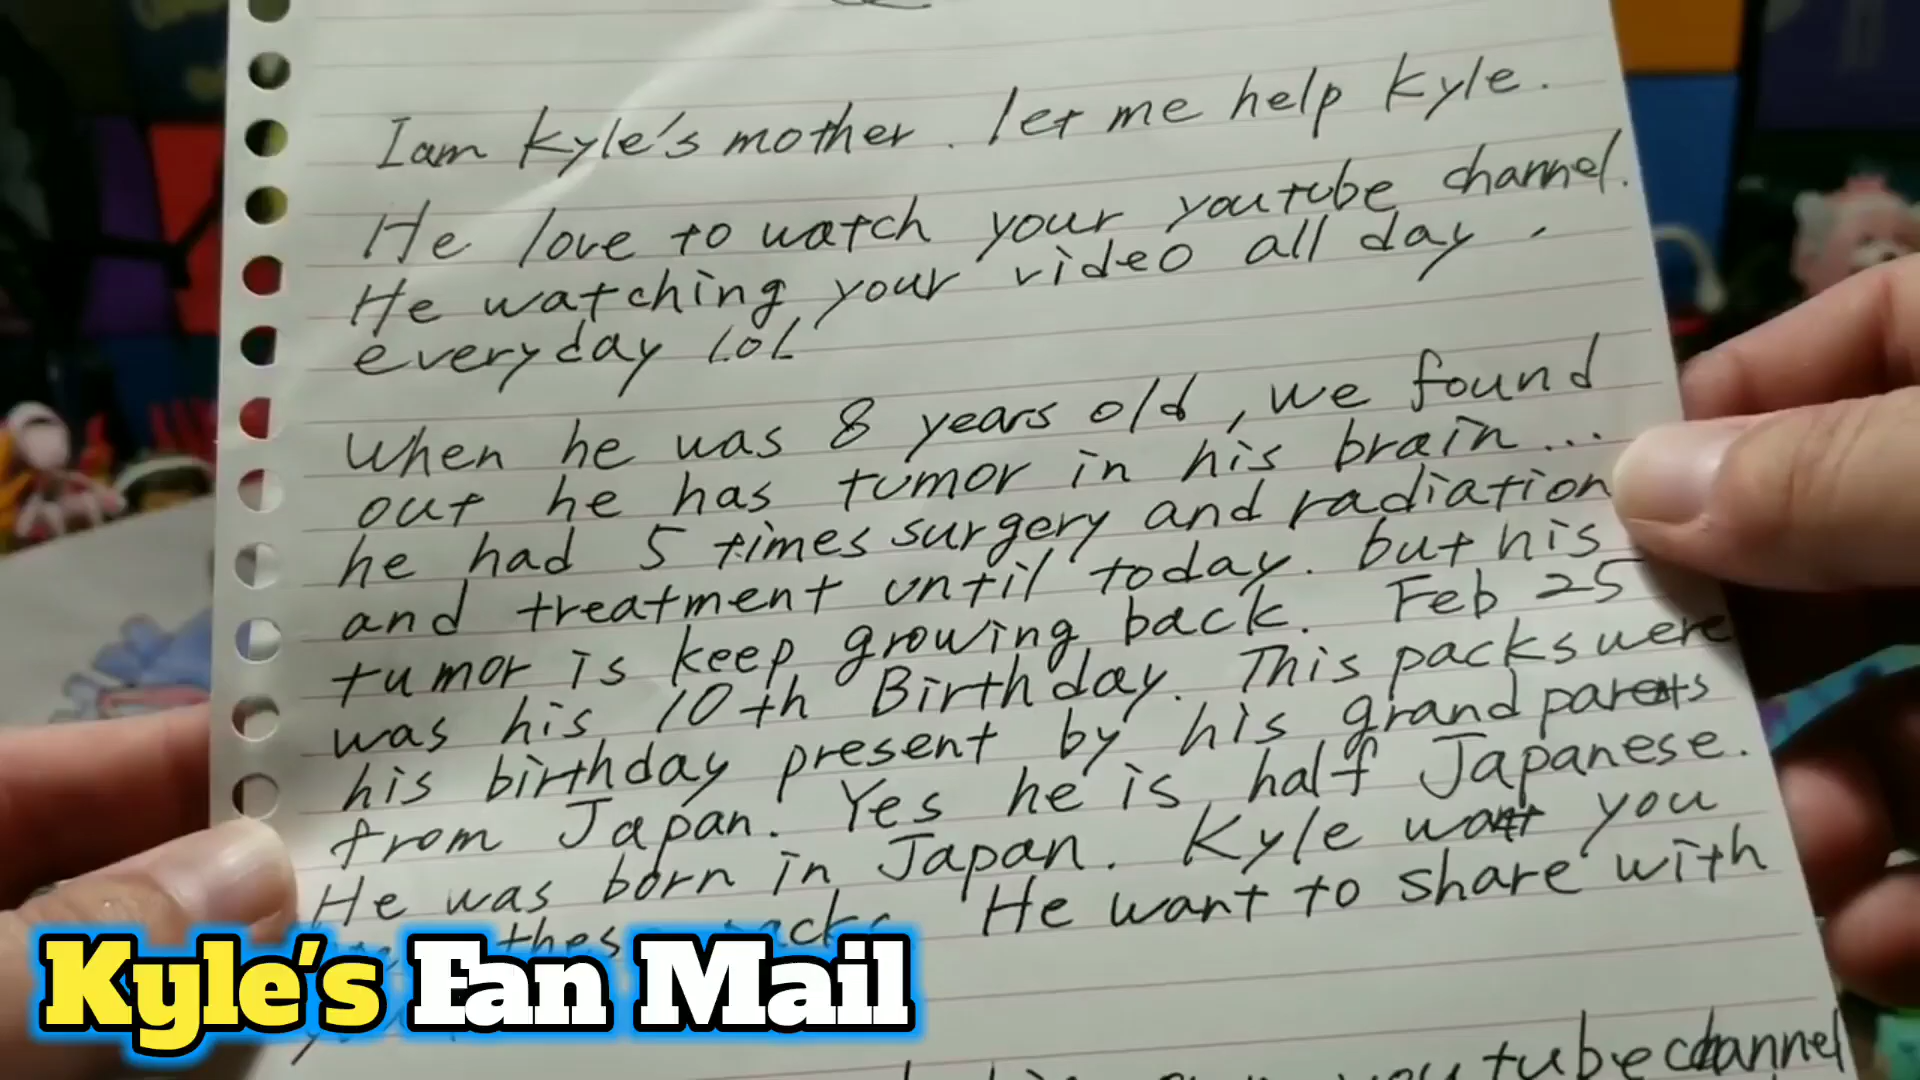 I am Kyle's mother. let me help Kyle.
He love to watch your youtube channel.
He watching your video all day.
everyday LOL
When he was 8 years old, we found
out he has tumor in his brain...
he had 5 times surgery and radiation
and treatment until today. but his
tumor is keep growing back. Feb 25
was his 10th Birthday. This packs were
his birthday present by his grandparents
from Japan. Yes he is half Japanese.
He was born in Japan. Kyle want you
these packs He want to share with
youtube channel
Kyle's Fan Mail